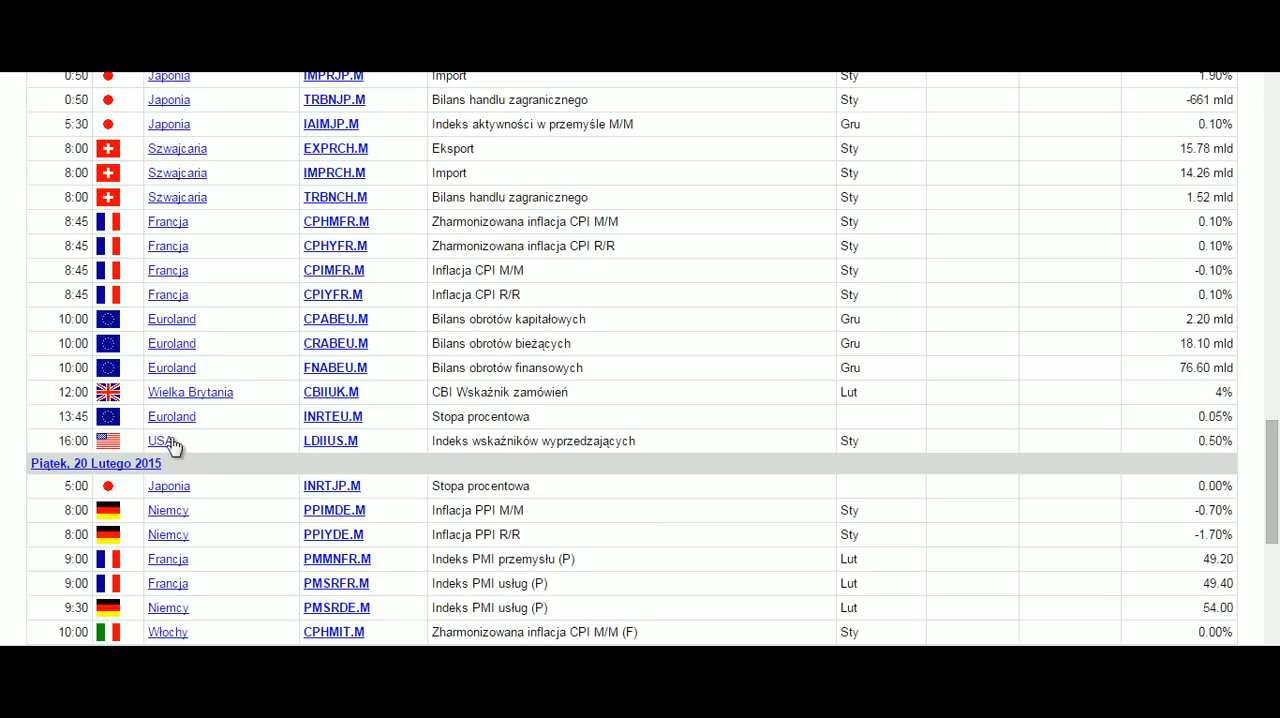 0:50 Japonia IMPRJP.M Import Sty 1.90%
0:50 Japonia TRBNJP.M Bilans handlu zagranicznego Sty -661 mld
5:30 Japonia IAIMJP.M Indeks aktywności w przemyśle M/M Gru 0.10%
8:00 Szwajcaria EXPRCH.M Eksport Sty 15.78 mld
8:00 Szwajcaria IMPRCH.M Import Sty 14.26 mld
8:00 Szwajcaria TRBNCH.M Bilans handlu zagranicznego Sty 1.52 mld
8:45 Francja CPHMFR.M Zharmonizowana inflacja CPI M/M Sty 0.10%
8:45 Francja CPHYFR.M Zharmonizowana inflacja CPI R/R Sty 0.10%
8:45 Francja CPIMFR.M Inflacja CPI M/M Sty -0.10%
8:45 Francja CPIYFR.M Inflacja CPI R/R Sty 0.10%
10:00 Euroland CPABEU.M Bilans obrotów kapitałowych Gru 2.20 mld
10:00 Euroland CRABEU.M Bilans obrotów bieżących Gru 18.10 mld
10:00 Euroland FNABEU.M Bilans obrotów finansowych Gru 76.60 mld
12:00 Wielka Brytania CBIIUK.M CBI Wskaźnik zamówień Lut 4%
13:45 Euroland INRTEU.M Stopa procentowa 0.05%
16:00 USA LDIIUS.M Indeks wskaźników wyprzedzających Sty 0.50%
Piątek, 20 Lutego 2015
5:00 Japonia INRTJP.M Stopa procentowa 0.00%
8:00 Niemcy PPIMDE.M Inflacja PPI M/M Sty -0.70%
8:00 Niemcy PPIYDE.M Inflacja PPI R/R Sty -1.70%
9:00 Francja PMMNFR.M Indeks PMI przemysłu (P) Lut 49.20
9:00 Francja PMSRFR.M Indeks PMI usług (P) Lut 49.40
9:30 Niemcy PMSRDE.M Indeks PMI usług (P) Lut 54.00
10:00 Włochy CPHMIT.M Zharmonizowana inflacja CPI M/M (F) Sty 0.00%